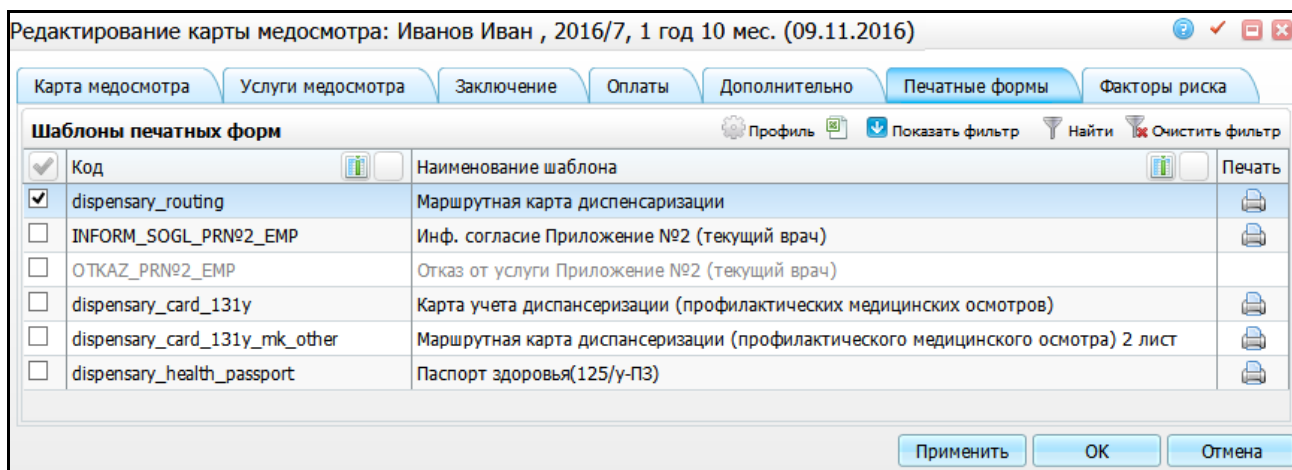 Редактирование карты медосмотра: Иванов Иван , 2016/7, 1 год 10 мес. (09.11.2016)
Карта медосмотра Услуги медосмотра Заключение Оплаты Дополнительно Печатные формы Факторы риска
Шаблоны печатных форм Профиль Показать фильтр Найти Очистить фильтр
Код Наименование шаблона Печать
dispensary_routing Маршрутная карта диспенсаризации
INFORM_SOGL_PR№2_EMP Инф. согласие Приложение №2 (текущий врач)
OTKAZ_PR№2_EMP Отказ от услуги Приложение №2 (текущий врач)
dispensary_card_131y Карта учета диспансеризации (профилактических медицинских осмотров)
dispensary_card_131y_mk_other Маршрутная карта диспансеризации (профилактического медицинского осмотра) 2 лист
dispensary_health_passport Паспорт здоровья(125/у-ПЗ)
Применить ОК Отмена